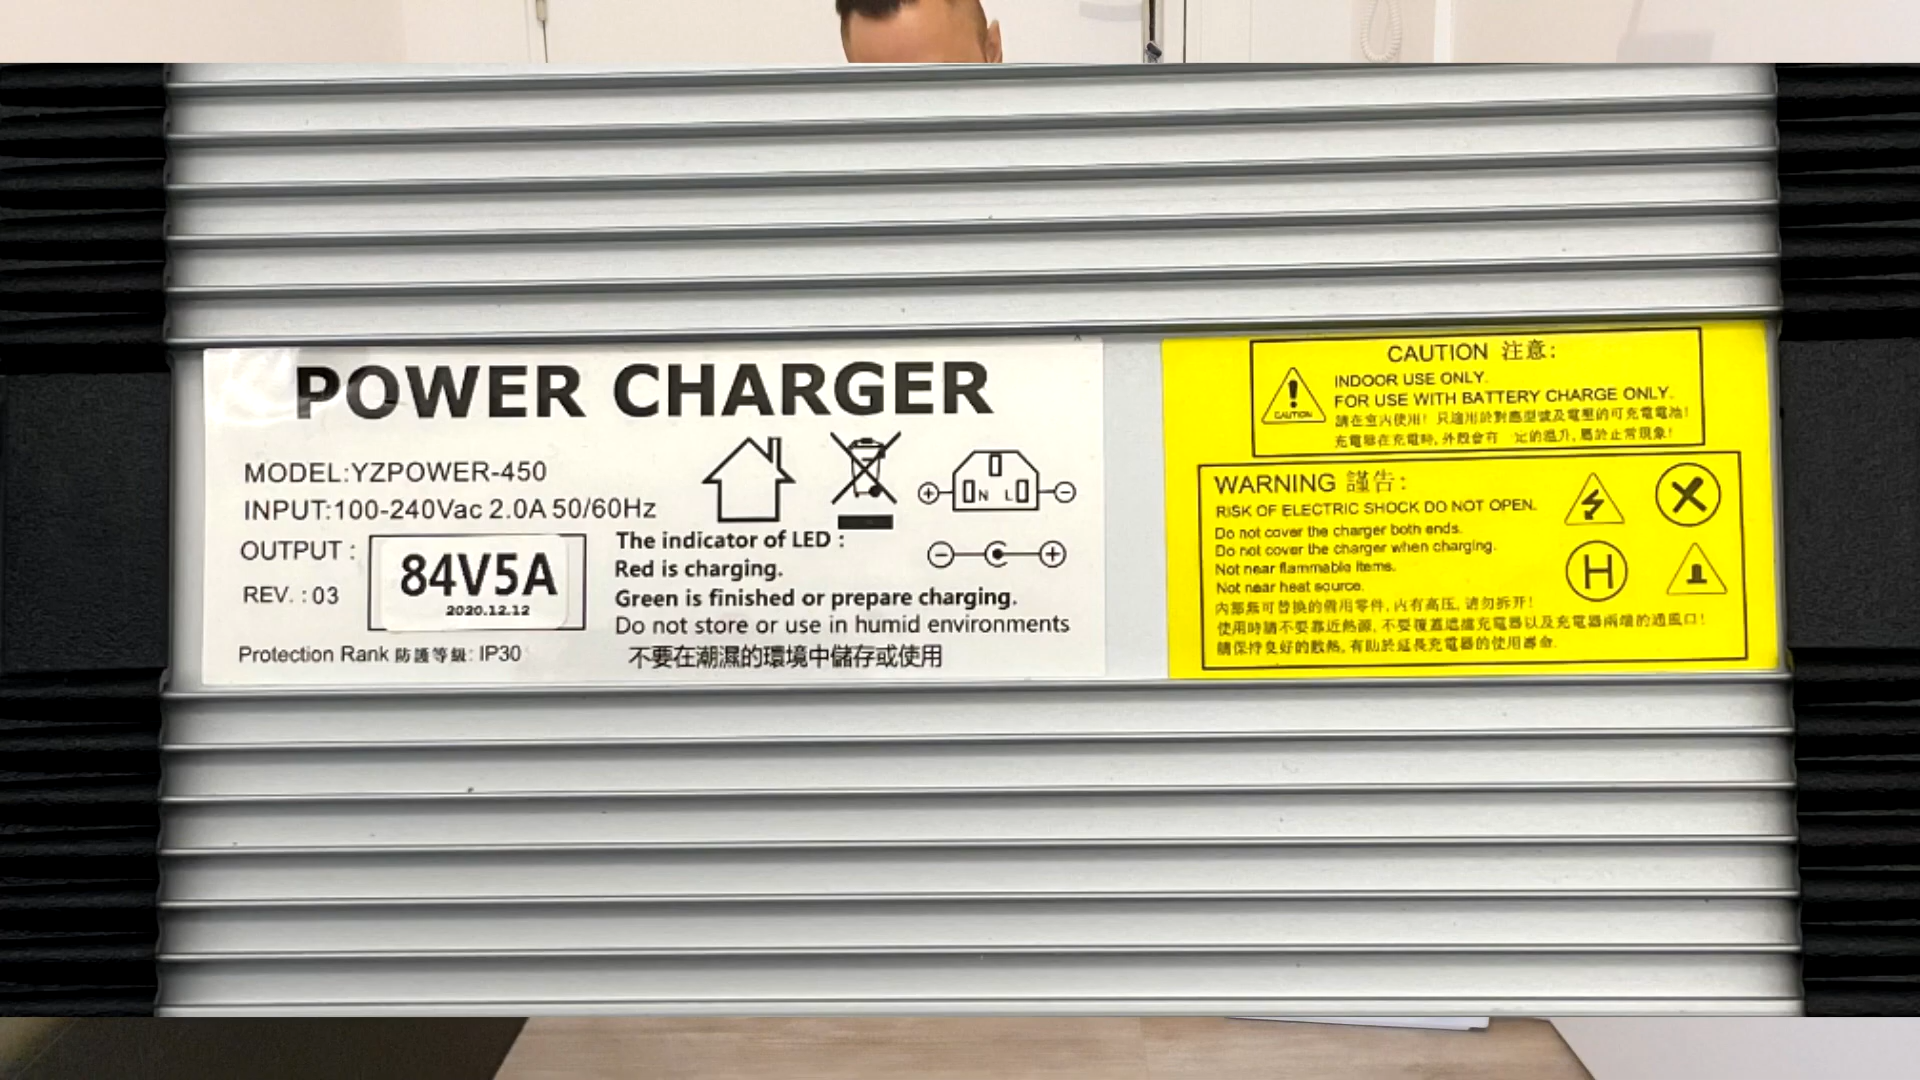 POWER CHARGER
MODEL:YZPOWER-450
INPUT:100-240Vac 2.0A 50/60Hz
OUTPUT :
84V5A
2020.12.12
REV. : 03
Protection Rank 防護等級: IP30
N L
The indicator of LED :
Red is charging.
Green is finished or prepare charging.
Do not store or use in humid environments
不要在潮濕的環境中儲存或使用
CAUTION 注意:
CAUTION
INDOOR USE ONLY.
FOR USE WITH BATTERY CHARGE ONLY.
請在室内使用! 只適用於對應型號及電壓的可充電電池!
充電器在充電時, 外殼會有 定的溫升, 屬於正常現象!
WARNING 謹告:
RISK OF ELECTRIC SHOCK DO NOT OPEN.
Do not cover the charger both ends.
Do not cover the charger when charging.
Not near flammable items.
Not near heat source.
H
内部無可替換的備用零件, 内有高压, 请勿拆开!
使用時請不要靠近熱源, 不要覆蓋遮擋充電器以及充電器兩端的通風口!
請保持良好的散熱, 有助於延長充電器的使用壽命.